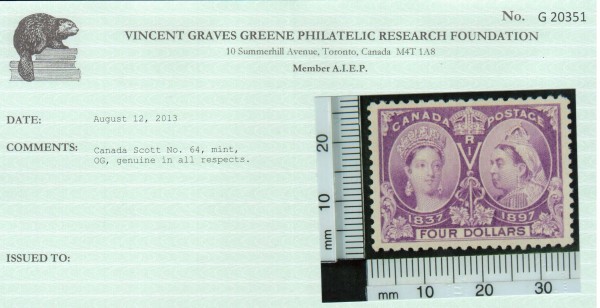 No. G 20351
VINCENT GRAVES GREENE PHILATELIC RESEARCH FOUNDATION
10 Summerhill Avenue, Toronto, Canada M4T 1A8
Member A.I.E.P.
DATE: August 12, 2013
COMMENTS: Canada Scott No. 64, mint,
OG, genuine in all respects.
ISSUED TO:
CANADA POSTAGE
V R I
1837 1897
FOUR DOLLARS
20
10
mm
mm 10 20 30